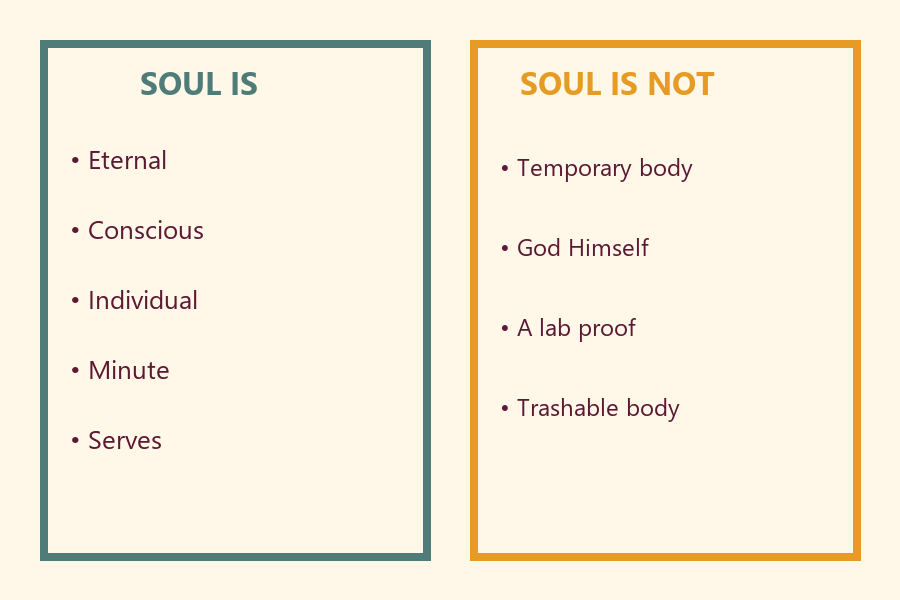 SOUL IS
• Eternal
• Conscious
• Individual
• Minute
• Serves
SOUL IS NOT
• Temporary body
• God Himself
• A lab proof
• Trashable body